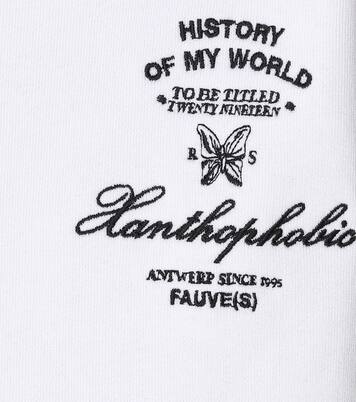 HISTORY
OF MY WORLD
TO BE TITLED
TWENTY NINETEEN
R S
Xanthophobic
ANTWERP SINCE 1995
FAUVE(S)